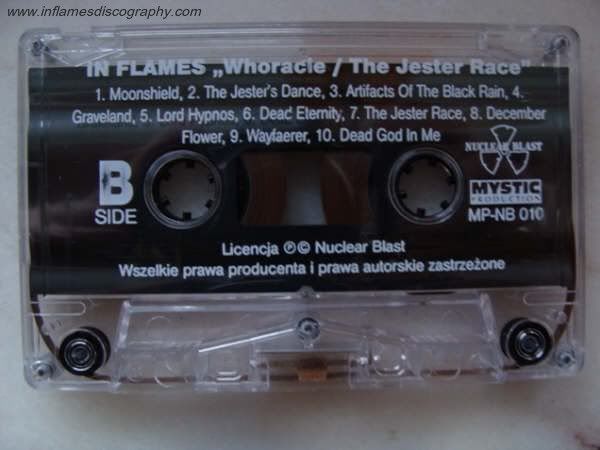 www.inflamesdiscography.com
IN FLAMES „Whoracle / The Jester Race"
1. Moonshield, 2. The Jester's Dance, 3. Artifacts Of The Black Rain, 4.
Graveland, 5. Lord Hypnos, 6. Dead Eternity, 7. The Jester Race, 8. December
Flower, 9. Wayfaerer, 10. Dead God In Me
NUCLEAR BLAST
B
SIDE
MYSTIC
PRODUCTION
MP-NB 010
Licencja ℗© Nuclear Blast
Wszelkie prawa producenta i prawa autorskie zastrzeżone